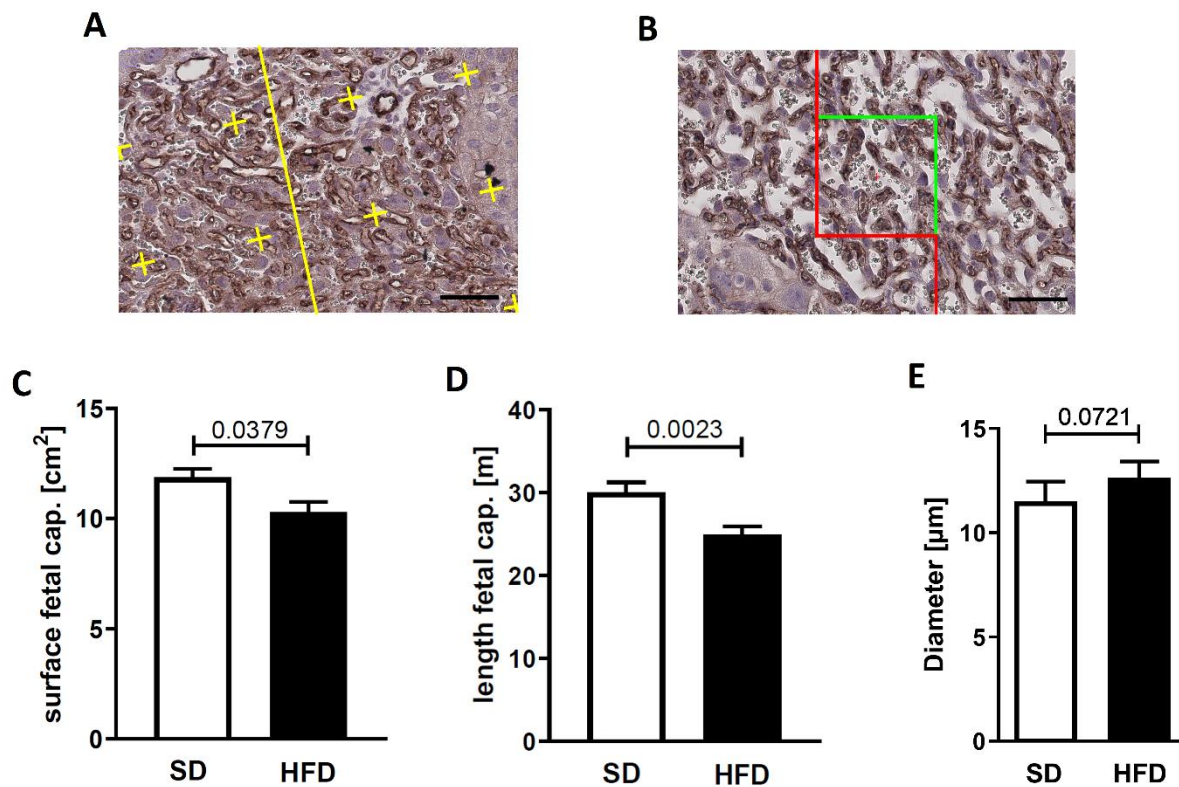 A
B
C
surface fetal cap. [cm²]
15
10
5
0
0.0379
SD HFD
D
length fetal cap. [m]
40
30
20
10
0
0.0023
SD HFD
E
Diameter [µm]
15
10
5
0
0.0721
SD HFD